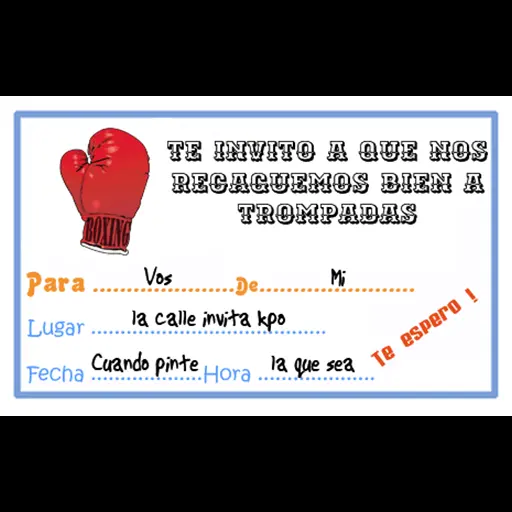 TE INVITO A QUE NOS
RECAGUEMOS BIEN A
TROMPADAS
BOXING
Para ......Vos......De......Mi......
Lugar ......la calle invita kpo......
Fecha Cuando pinte Hora ......la que sea......
Te espero !